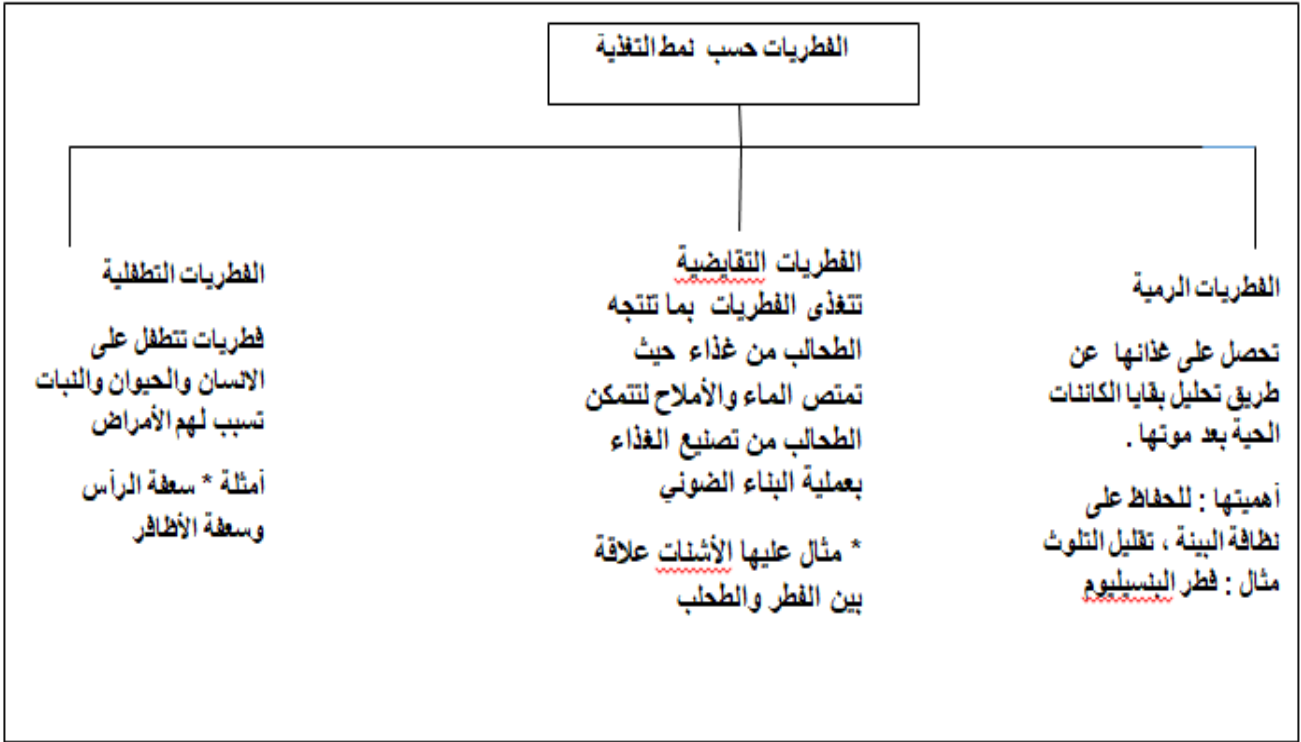 الفطريات حسب نمط التغذية
الفطريات الرمية
تحصل على غذائها عن
طريق تحليل بقايا الكائنات
الحية بعد موتها .
أهميتها : للحفاظ على
نظافة البيئة ، تقليل التلوث
مثال : فطر البنسيليوم
الفطريات التقايضية
تتغذى الفطريات بما تنتجه
الطحالب من غذاء حيث
تمتص الماء والأملاح لتتمكن
الطحالب من تصنيع الغذاء
بعملية البناء الضوئي
* مثال عليها الأشنات علاقة
بين الفطر والطحلب
الفطريات التطفلية
فطريات تتطفل على
الانسان والحيوان والنبات
تسبب لهم الأمراض
أمثلة * سعفة الرأس
وسعفة الأظافر